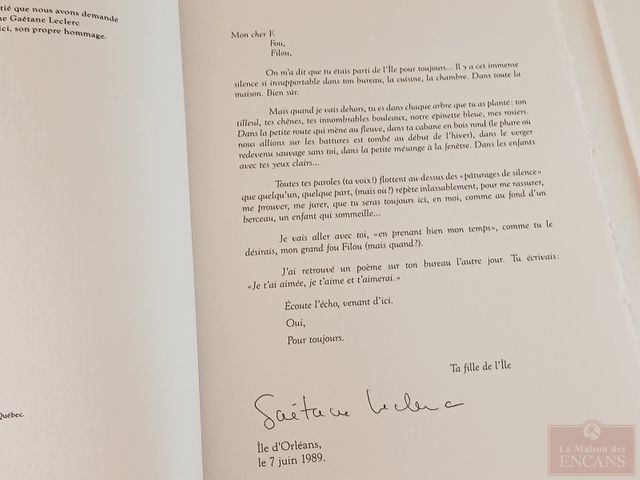 tié que nous avons demandé
ne Gaétane Leclerc
ici, son propre hommage.
Québec.
Mon cher F.
Fou,
Filou,
On m'a dit que tu étais parti de l'Île pour toujours... Il y a cet immense
silence si insupportable dans ton bureau, la cuisine, la chambre. Dans toute la
maison. Bien sûr.
Mais quand je vais dehors, tu es dans chaque arbre que tu as planté : ton
tilleul, tes chênes, tes innombrables bouleaux, notre épinette bleue, mes rosiers.
Dans la petite route qui mène au fleuve, dans ta cabane en bois rond (le phare où
nous allions sur les battures est tombé au début de l'hiver), dans le verger
redevenu sauvage sans toi, dans la petite mésange à la fenêtre. Dans les enfants
avec tes yeux clairs...
Toutes tes paroles (ta voix!) flottent au-dessus des «pâturages de silence»
que quelqu'un, quelque part, (mais où?) répète inlassablement, pour me rassurer,
me prouver, me jurer, que tu seras toujours ici, en moi, comme au fond d'un
berceau, un enfant qui sommeille...
Je vais aller avec toi, «en prenant bien mon temps», comme tu le
désirais, mon grand fou Filou (mais quand?).
J'ai retrouvé un poème sur ton bureau l'autre jour. Tu écrivais:
«Je t'ai aimée, je t'aime et t'aimerai.»
Écoute l'écho, venant d'ici.
Oui,
Pour toujours.
Ta fille de l'Île
Gaétane Leclerc
Île d'Orléans,
le 7 juin 1989.
La Maison des
ENCANS